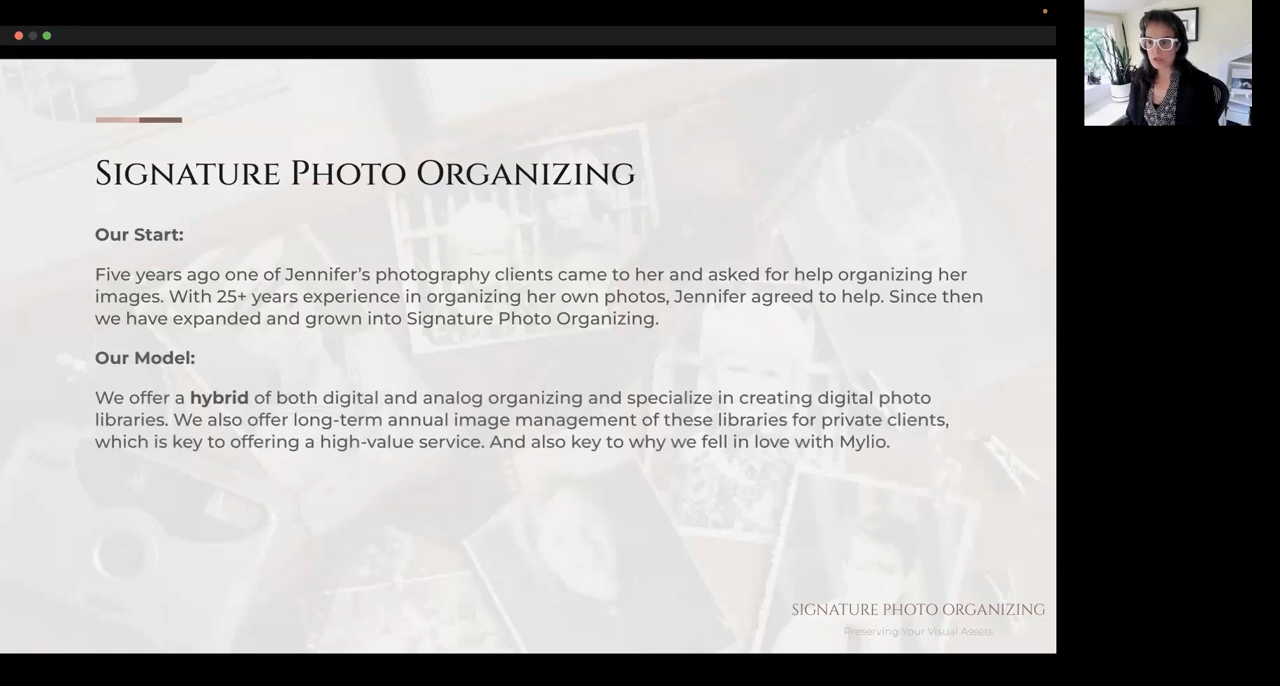 Signature Photo Organizing
Our Start:
Five years ago one of Jennifer’s photography clients came to her and asked for help organizing her
images. With 25+ years experience in organizing her own photos, Jennifer agreed to help. Since then
we have expanded and grown into Signature Photo Organizing.
Our Model:
We offer a hybrid of both digital and analog organizing and specialize in creating digital photo
libraries. We also offer long-term annual image management of these libraries for private clients,
which is key to offering a high-value service. And also key to why we fell in love with Mylio.
SIGNATURE PHOTO ORGANIZING
Preserving Your Visual Assets